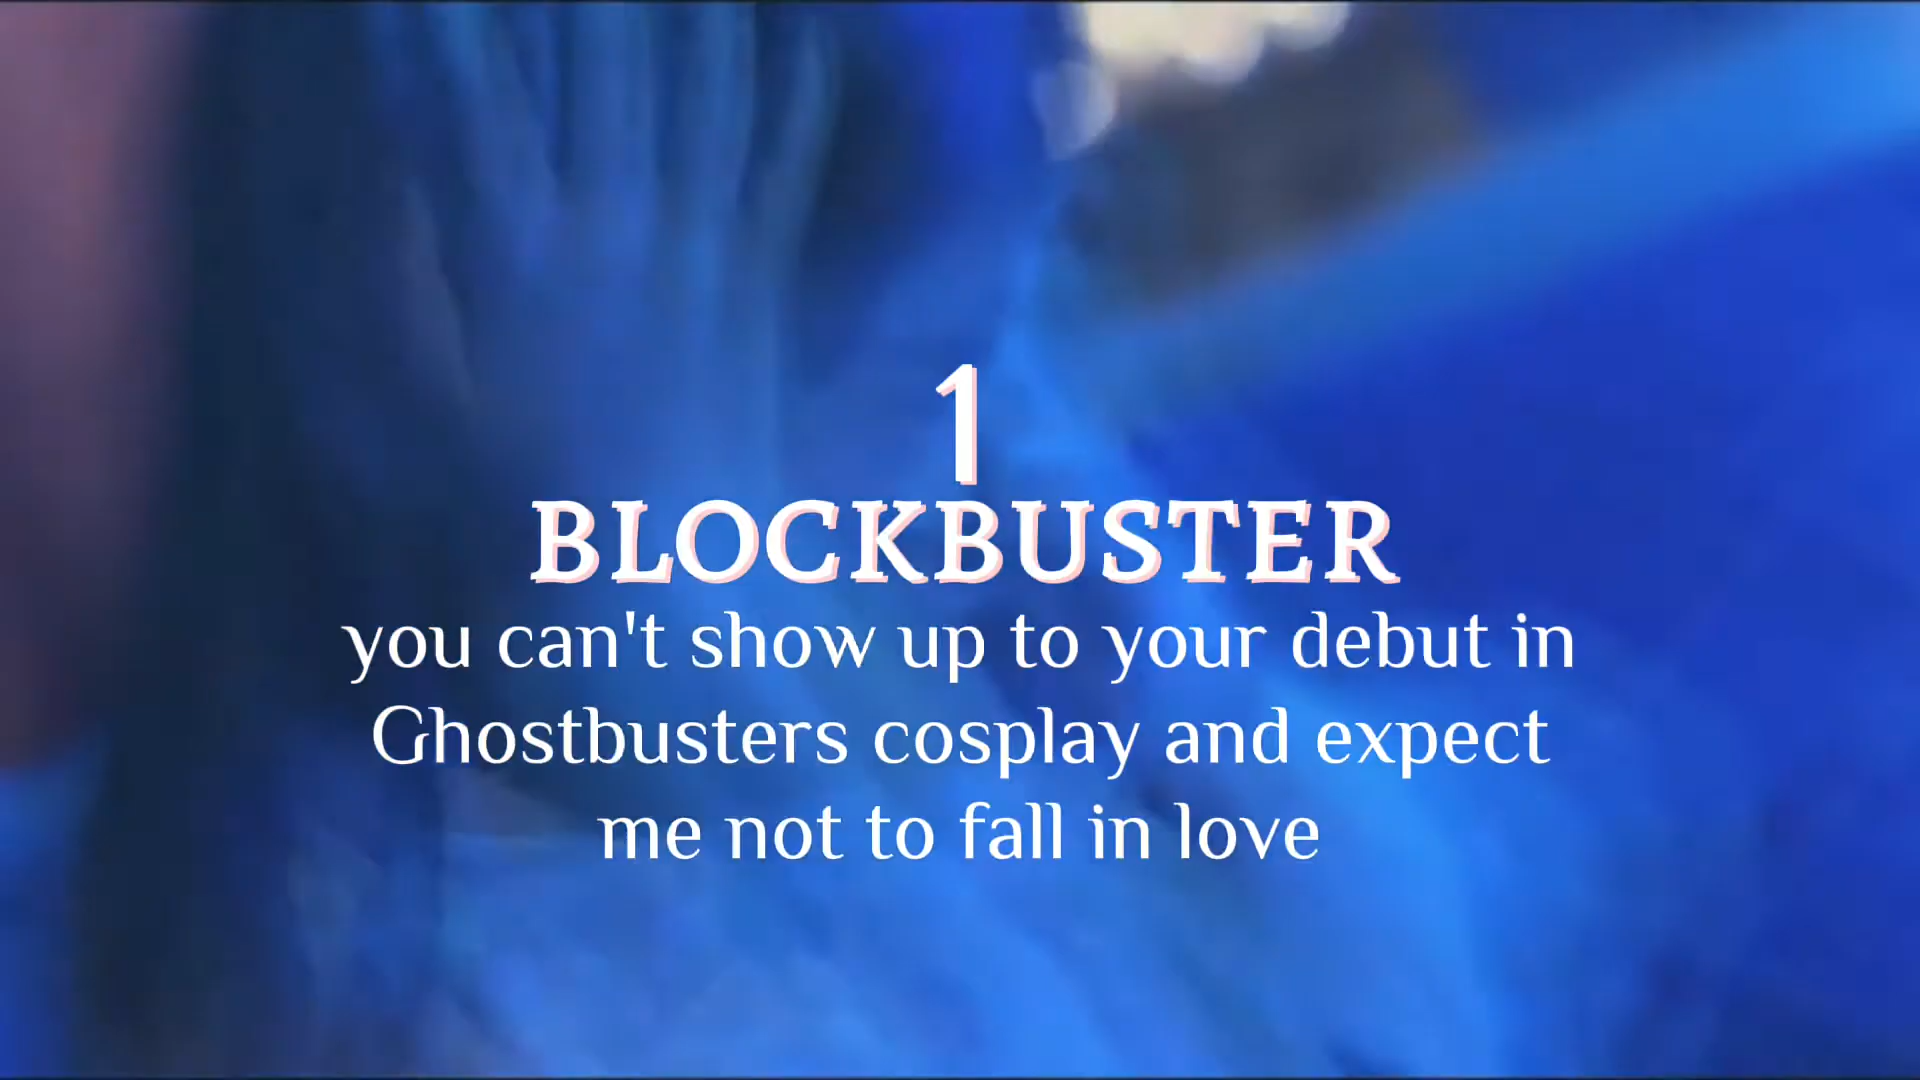 1
BLOCKBUSTER
you can't show up to your debut in
Ghostbusters cosplay and expect
me not to fall in love